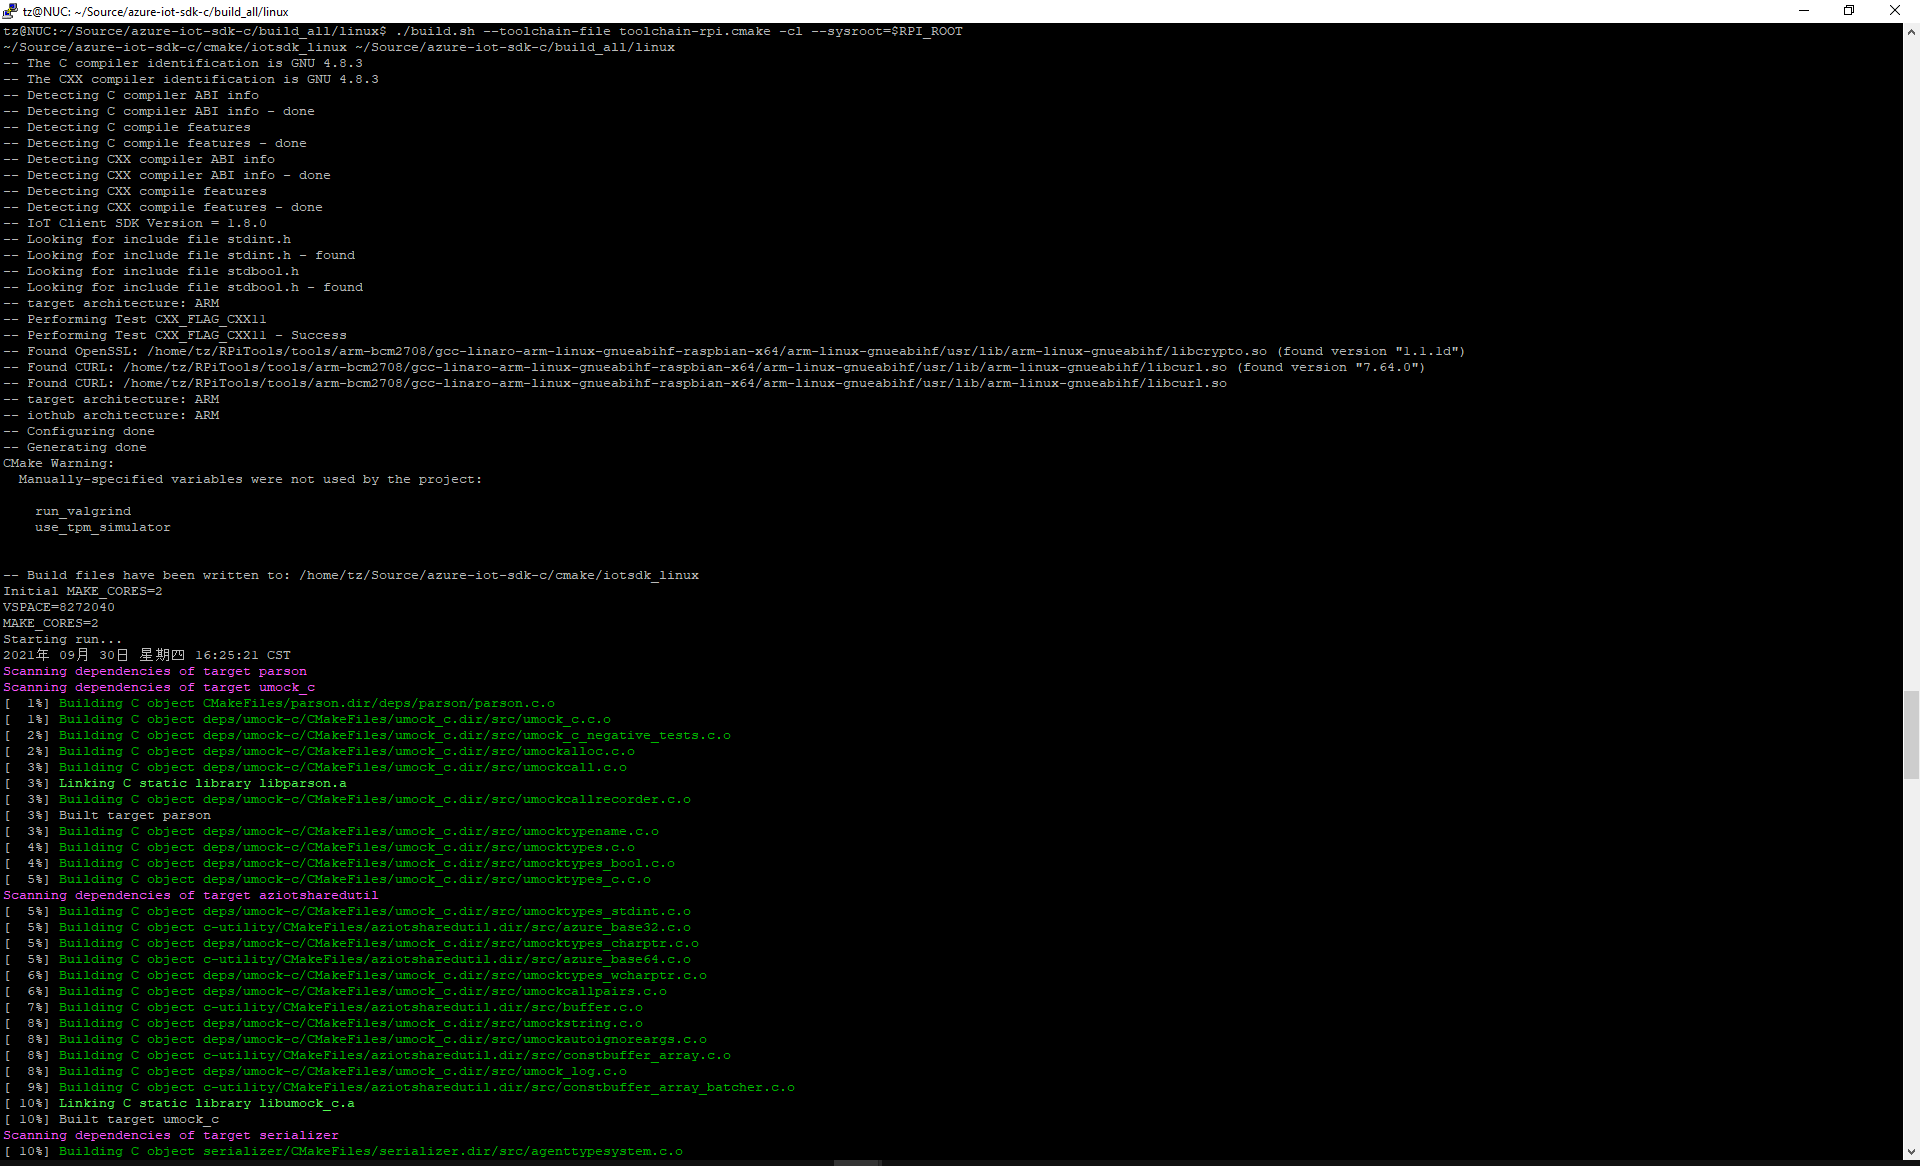 tz@NUC: ~/Source/azure-iot-sdk-c/build_all/linux
tz@NUC:~/Source/azure-iot-sdk-c/build_all/linux$ ./build.sh --toolchain-file toolchain-rpi.cmake -cl --sysroot=$RPI_ROOT
~/Source/azure-iot-sdk-c/cmake/iotsdk_linux ~/Source/azure-iot-sdk-c/build_all/linux
-- The C compiler identification is GNU 4.8.3
-- The CXX compiler identification is GNU 4.8.3
-- Detecting C compiler ABI info
-- Detecting C compiler ABI info - done
-- Detecting C compile features
-- Detecting C compile features - done
-- Detecting CXX compiler ABI info
-- Detecting CXX compiler ABI info - done
-- Detecting CXX compile features
-- Detecting CXX compile features - done
-- IoT Client SDK Version = 1.8.0
-- Looking for include file stdint.h
-- Looking for include file stdint.h - found
-- Looking for include file stdbool.h
-- Looking for include file stdbool.h - found
-- target architecture: ARM
-- Performing Test CXX_FLAG_CXX11
-- Performing Test CXX_FLAG_CXX11 - Success
-- Found OpenSSL: /home/tz/RPiTools/tools/arm-bcm2708/gcc-linaro-arm-linux-gnueabihf-raspbian-x64/arm-linux-gnueabihf/usr/lib/arm-linux-gnueabihf/libcrypto.so (found version "1.1.1d")
-- Found CURL: /home/tz/RPiTools/tools/arm-bcm2708/gcc-linaro-arm-linux-gnueabihf-raspbian-x64/arm-linux-gnueabihf/usr/lib/arm-linux-gnueabihf/libcurl.so (found version "7.64.0")
-- Found CURL: /home/tz/RPiTools/tools/arm-bcm2708/gcc-linaro-arm-linux-gnueabihf-raspbian-x64/arm-linux-gnueabihf/usr/lib/arm-linux-gnueabihf/libcurl.so
-- target architecture: ARM
-- iothub architecture: ARM
-- Configuring done
-- Generating done
CMake Warning:
  Manually-specified variables were not used by the project:
    run_valgrind
    use_tpm_simulator
-- Build files have been written to: /home/tz/Source/azure-iot-sdk-c/cmake/iotsdk_linux
Initial MAKE_CORES=2
VSPACE=8272040
MAKE_CORES=2
Starting run...
2021年 09月 30日 星期四 16:25:21 CST
Scanning dependencies of target parson
Scanning dependencies of target umock_c
[  1%] Building C object CMakeFiles/parson.dir/deps/parson/parson.c.o
[  1%] Building C object deps/umock-c/CMakeFiles/umock_c.dir/src/umock_c.c.o
[  2%] Building C object deps/umock-c/CMakeFiles/umock_c.dir/src/umock_c_negative_tests.c.o
[  2%] Building C object deps/umock-c/CMakeFiles/umock_c.dir/src/umockalloc.c.o
[  3%] Building C object deps/umock-c/CMakeFiles/umock_c.dir/src/umockcall.c.o
[  3%] Linking C static library libparson.a
[  3%] Building C object deps/umock-c/CMakeFiles/umock_c.dir/src/umockcallrecorder.c.o
[  3%] Built target parson
[  3%] Building C object deps/umock-c/CMakeFiles/umock_c.dir/src/umocktypename.c.o
[  4%] Building C object deps/umock-c/CMakeFiles/umock_c.dir/src/umocktypes.c.o
[  4%] Building C object deps/umock-c/CMakeFiles/umock_c.dir/src/umocktypes_bool.c.o
[  5%] Building C object deps/umock-c/CMakeFiles/umock_c.dir/src/umocktypes_c.c.o
Scanning dependencies of target aziotsharedutil
[  5%] Building C object deps/umock-c/CMakeFiles/umock_c.dir/src/umocktypes_stdint.c.o
[  5%] Building C object c-utility/CMakeFiles/aziotsharedutil.dir/src/azure_base32.c.o
[  5%] Building C object deps/umock-c/CMakeFiles/umock_c.dir/src/umocktypes_charptr.c.o
[  5%] Building C object c-utility/CMakeFiles/aziotsharedutil.dir/src/azure_base64.c.o
[  6%] Building C object deps/umock-c/CMakeFiles/umock_c.dir/src/umocktypes_wcharptr.c.o
[  6%] Building C object deps/umock-c/CMakeFiles/umock_c.dir/src/umockcallpairs.c.o
[  7%] Building C object c-utility/CMakeFiles/aziotsharedutil.dir/src/buffer.c.o
[  8%] Building C object deps/umock-c/CMakeFiles/umock_c.dir/src/umockstring.c.o
[  8%] Building C object deps/umock-c/CMakeFiles/umock_c.dir/src/umockautoignoreargs.c.o
[  8%] Building C object c-utility/CMakeFiles/aziotsharedutil.dir/src/constbuffer_array.c.o
[  8%] Building C object deps/umock-c/CMakeFiles/umock_c.dir/src/umock_log.c.o
[  9%] Building C object c-utility/CMakeFiles/aziotsharedutil.dir/src/constbuffer_array_batcher.c.o
[ 10%] Linking C static library libumock_c.a
[ 10%] Built target umock_c
Scanning dependencies of target serializer
[ 10%] Building C object serializer/CMakeFiles/serializer.dir/src/agenttypesystem.c.o